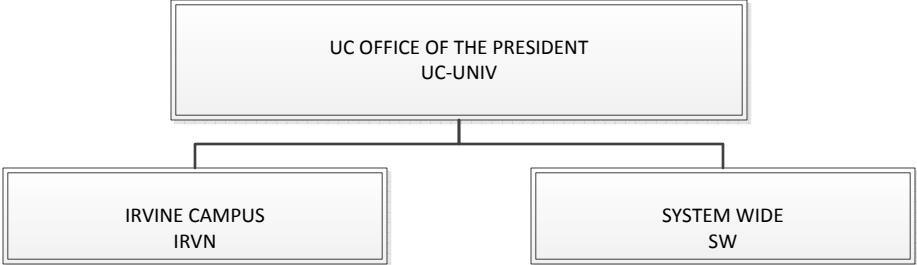 UC OFFICE OF THE PRESIDENT
UC-UNIV
IRVINE CAMPUS
IRVN
SYSTEM WIDE
SW